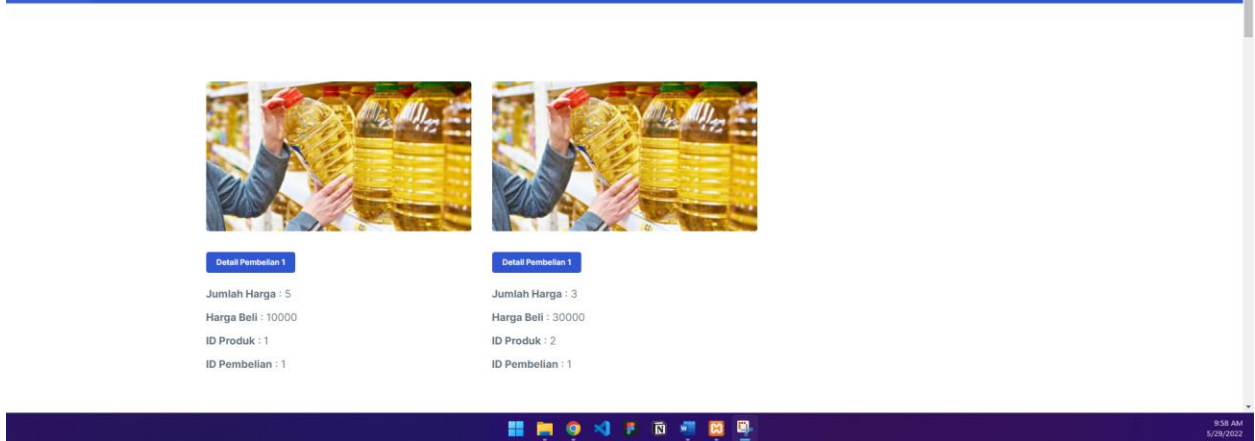 Detail Pembelian 1
Jumlah Harga : 5
Harga Beli : 10000
ID Produk : 1
ID Pembelian : 1
Detail Pembelian 1
Jumlah Harga : 3
Harga Beli : 30000
ID Produk : 2
ID Pembelian : 1
9:58 AM
5/29/2022